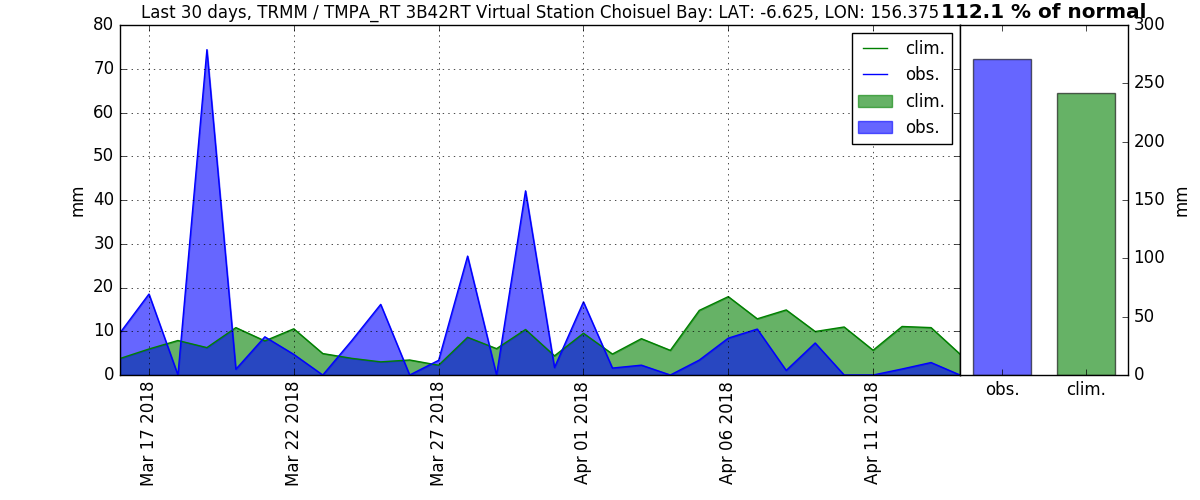 Last 30 days, TRMM / TMPA_RT 3B42RT Virtual Station Choisuel Bay: LAT: -6.625, LON: 156.375
112.1 % of normal
80
70
60
50
40
30
20
10
0
mm
clim.
obs.
clim.
obs.
Mar 17 2018
Mar 22 2018
Mar 27 2018
Apr 01 2018
Apr 06 2018
Apr 11 2018
300
250
200
150
100
50
0
mm
obs.
clim.